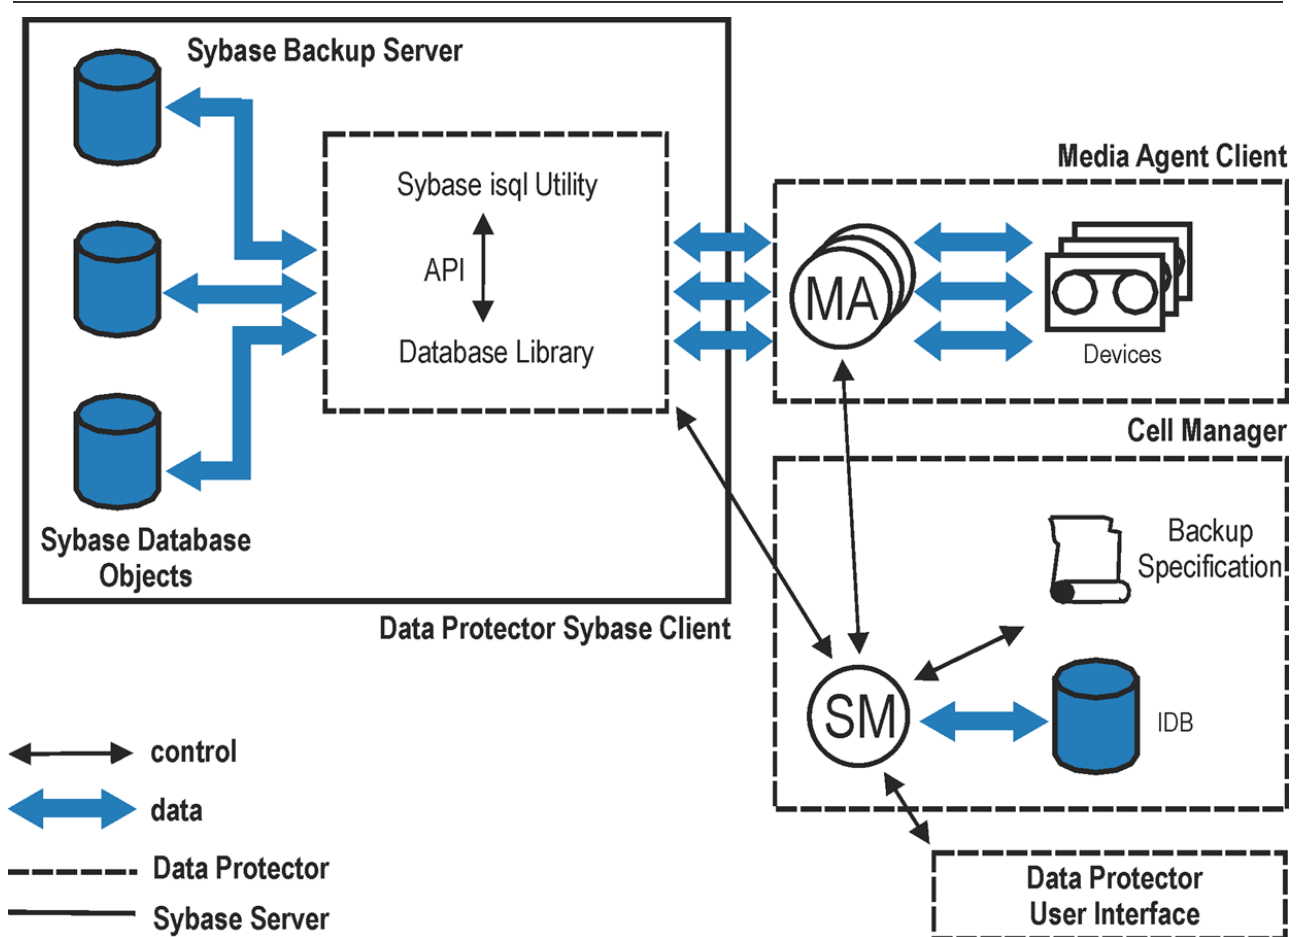 Sybase Backup Server
Sybase isql Utility
API
Database Library
Sybase Database
Objects
Data Protector Sybase Client
Media Agent Client
MA
Devices
Cell Manager
Backup
Specification
SM
IDB
control
data
Data Protector
Sybase Server
Data Protector
User Interface